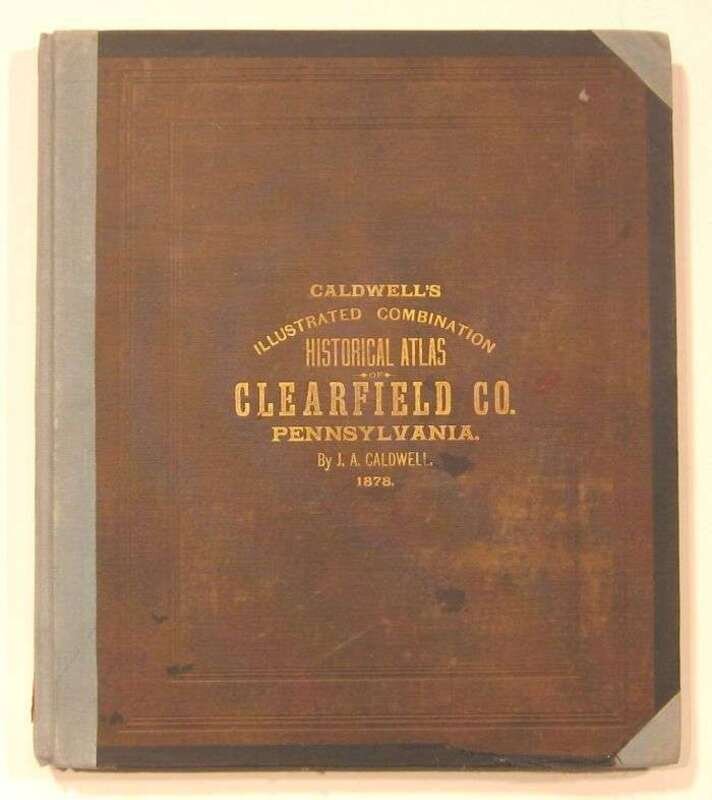 CALDWELL'S
ILLUSTRATED COMBINATION
HISTORICAL ATLAS
OF
CLEARFIELD CO.
PENNSYLVANIA.
By J. A. CALDWELL.
1878.